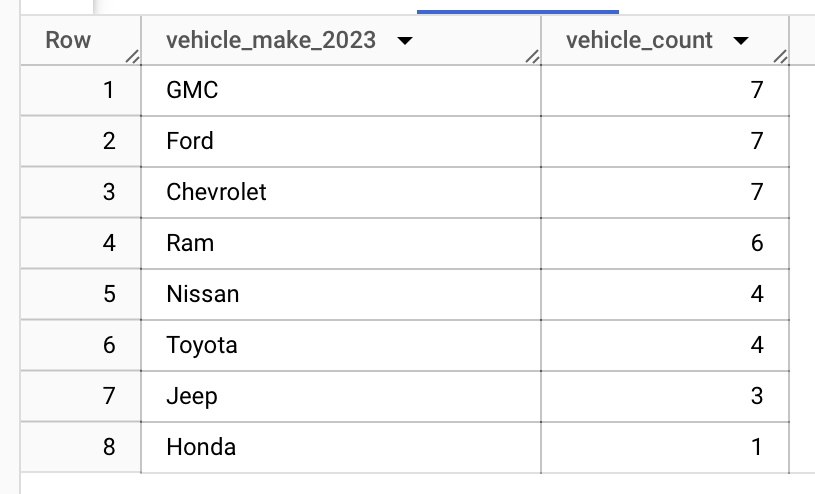 Row vehicle_make_2023 vehicle_count
1 GMC 7
2 Ford 7
3 Chevrolet 7
4 Ram 6
5 Nissan 4
6 Toyota 4
7 Jeep 3
8 Honda 1